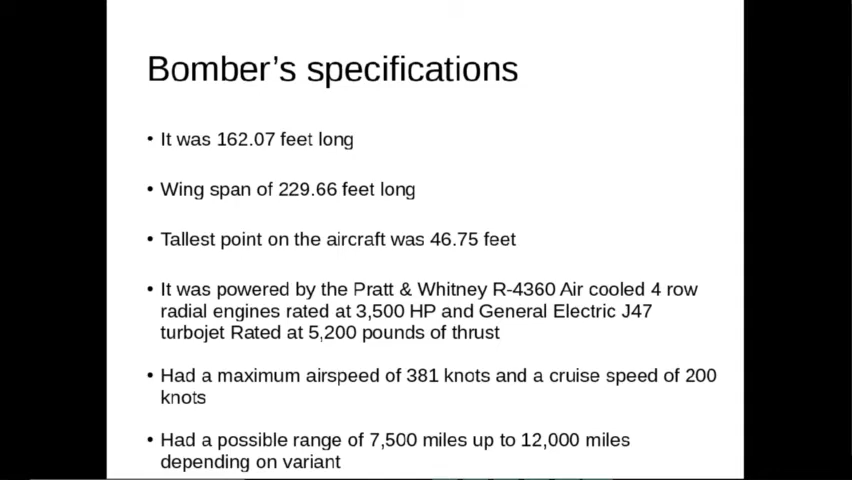 Bomber’s specifications
• It was 162.07 feet long
• Wing span of 229.66 feet long
• Tallest point on the aircraft was 46.75 feet
• It was powered by the Pratt & Whitney R-4360 Air cooled 4 row
radial engines rated at 3,500 HP and General Electric J47
turbojet Rated at 5,200 pounds of thrust
• Had a maximum airspeed of 381 knots and a cruise speed of 200
knots
• Had a possible range of 7,500 miles up to 12,000 miles
depending on variant